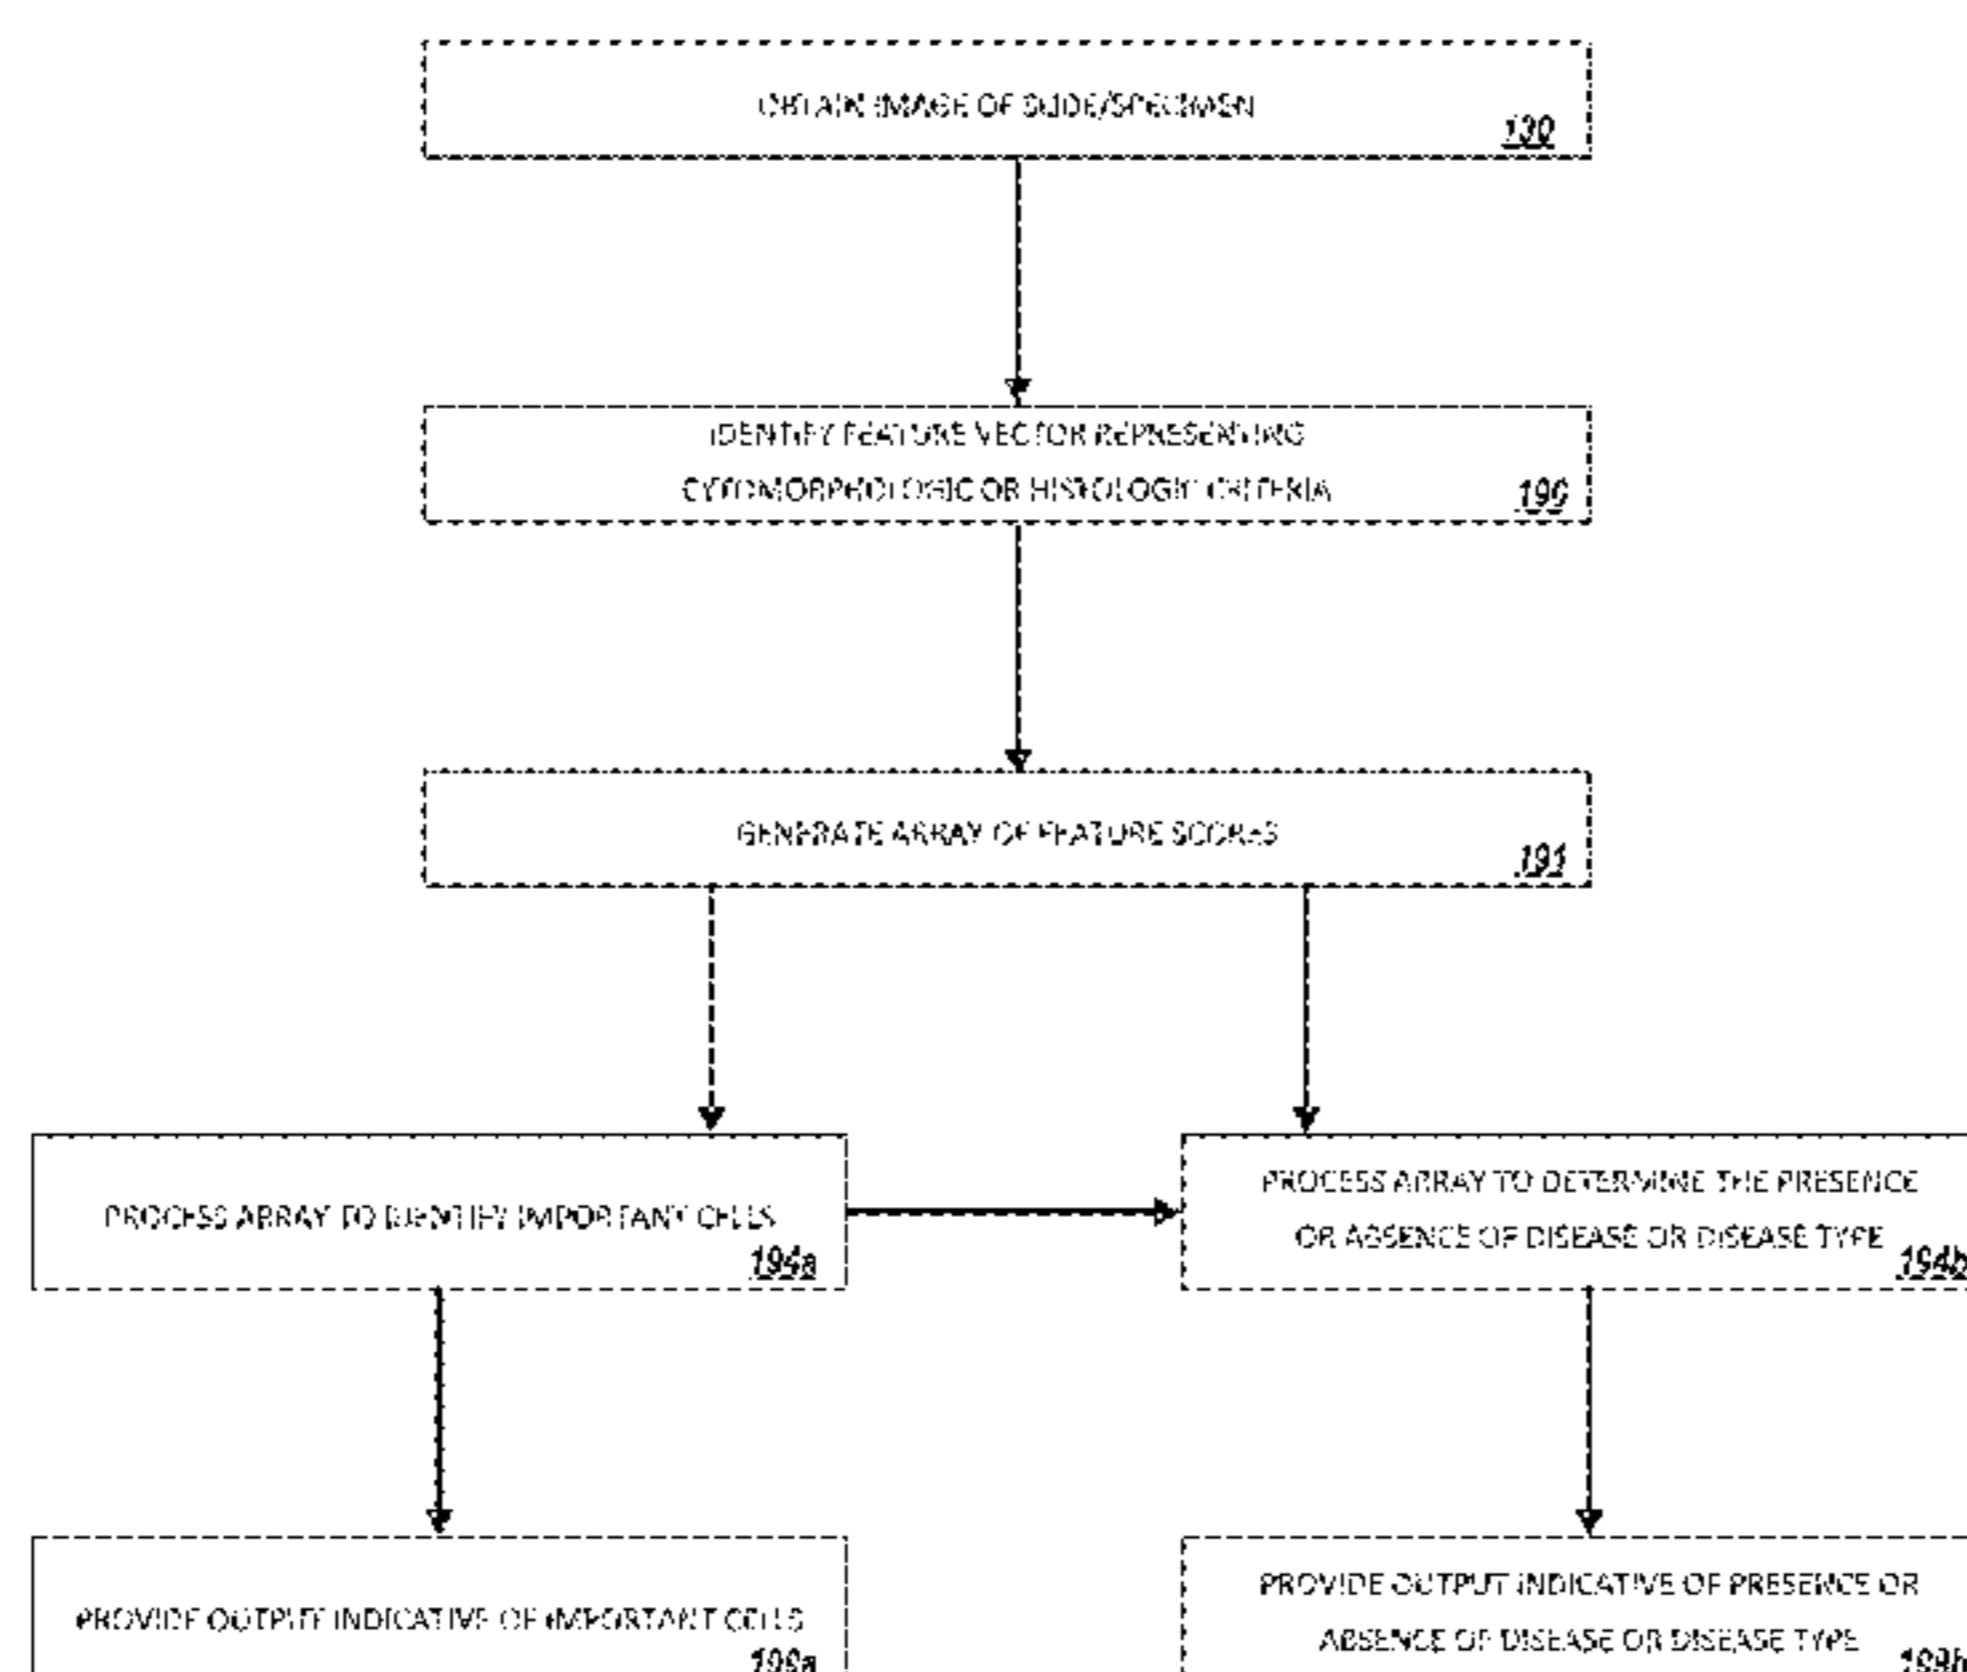 OBTAIN IMAGE OF SLIDE/SPECIMEN
130
IDENTIFY FEATURE VECTOR REPRESENTING
CYTOMORPHOLOGIC OR HISTOLOGIC CRITERIA
190
GENERATE ARRAY OF FEATURE SCORES
191
PROCESS ARRAY TO IDENTIFY IMPORTANT CELLS
194a
PROCESS ARRAY TO DETERMINE THE PRESENCE
OR ABSENCE OF DISEASE OR DISEASE TYPE
194b
PROVIDE OUTPUT INDICATIVE OF IMPORTANT CELLS
PROVIDE OUTPUT INDICATIVE OF PRESENCE OR
ABSENCE OF DISEASE OR DISEASE TYPE